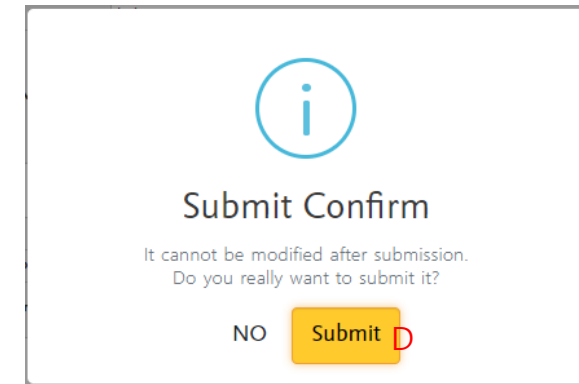 i
Submit Confirm
It cannot be modified after submission.
Do you really want to submit it?
NO Submit D